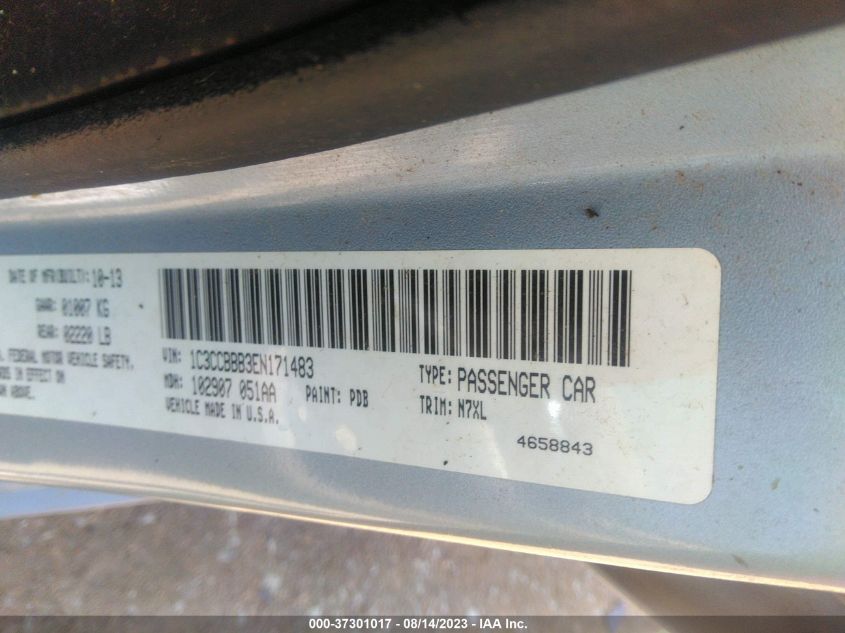 DATE OF MFR(BUILT): 10-13
GAWR: 01007 KG
REAR: 02220 LB
FEDERAL MOTOR VEHICLE SAFETY
IN EFFECT ON
ABOVE.
VIN: 1C3CCBBB3EN171483
TYPE: PASSENGER CAR
MDH: 102907 051AA PAINT: PDB
TRIM: N7XL
VEHICLE MADE IN U.S.A.
4658843
000-37301017 - 08/14/2023 - © IAA Inc.